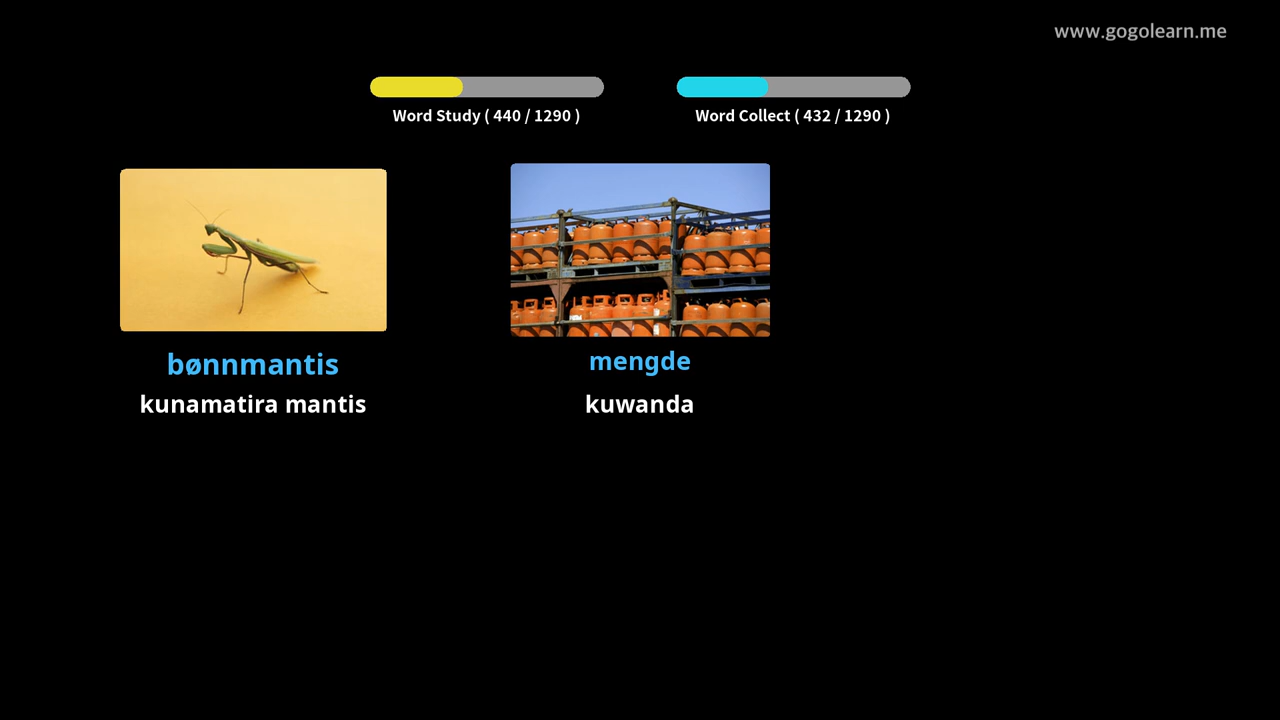 www.gogolearn.me
Word Study ( 440 / 1290 )
Word Collect ( 432 / 1290 )
bønnmantis
kunamatira mantis
mengde
kuwanda